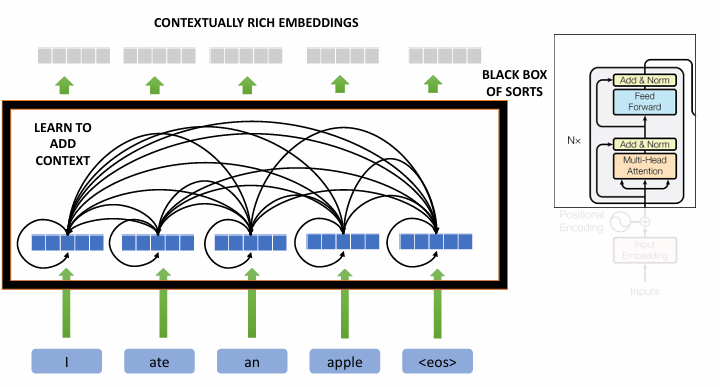 CONTEXTUALLY RICH EMBEDDINGS
BLACK BOX
OF SORTS
LEARN TO
ADD
CONTEXT
I
ate
an
apple
<eos>
Add & Norm
Feed
Forward
N×
Add & Norm
Multi-Head
Attention
Positional
Encoding
Input
Embedding
Inputs